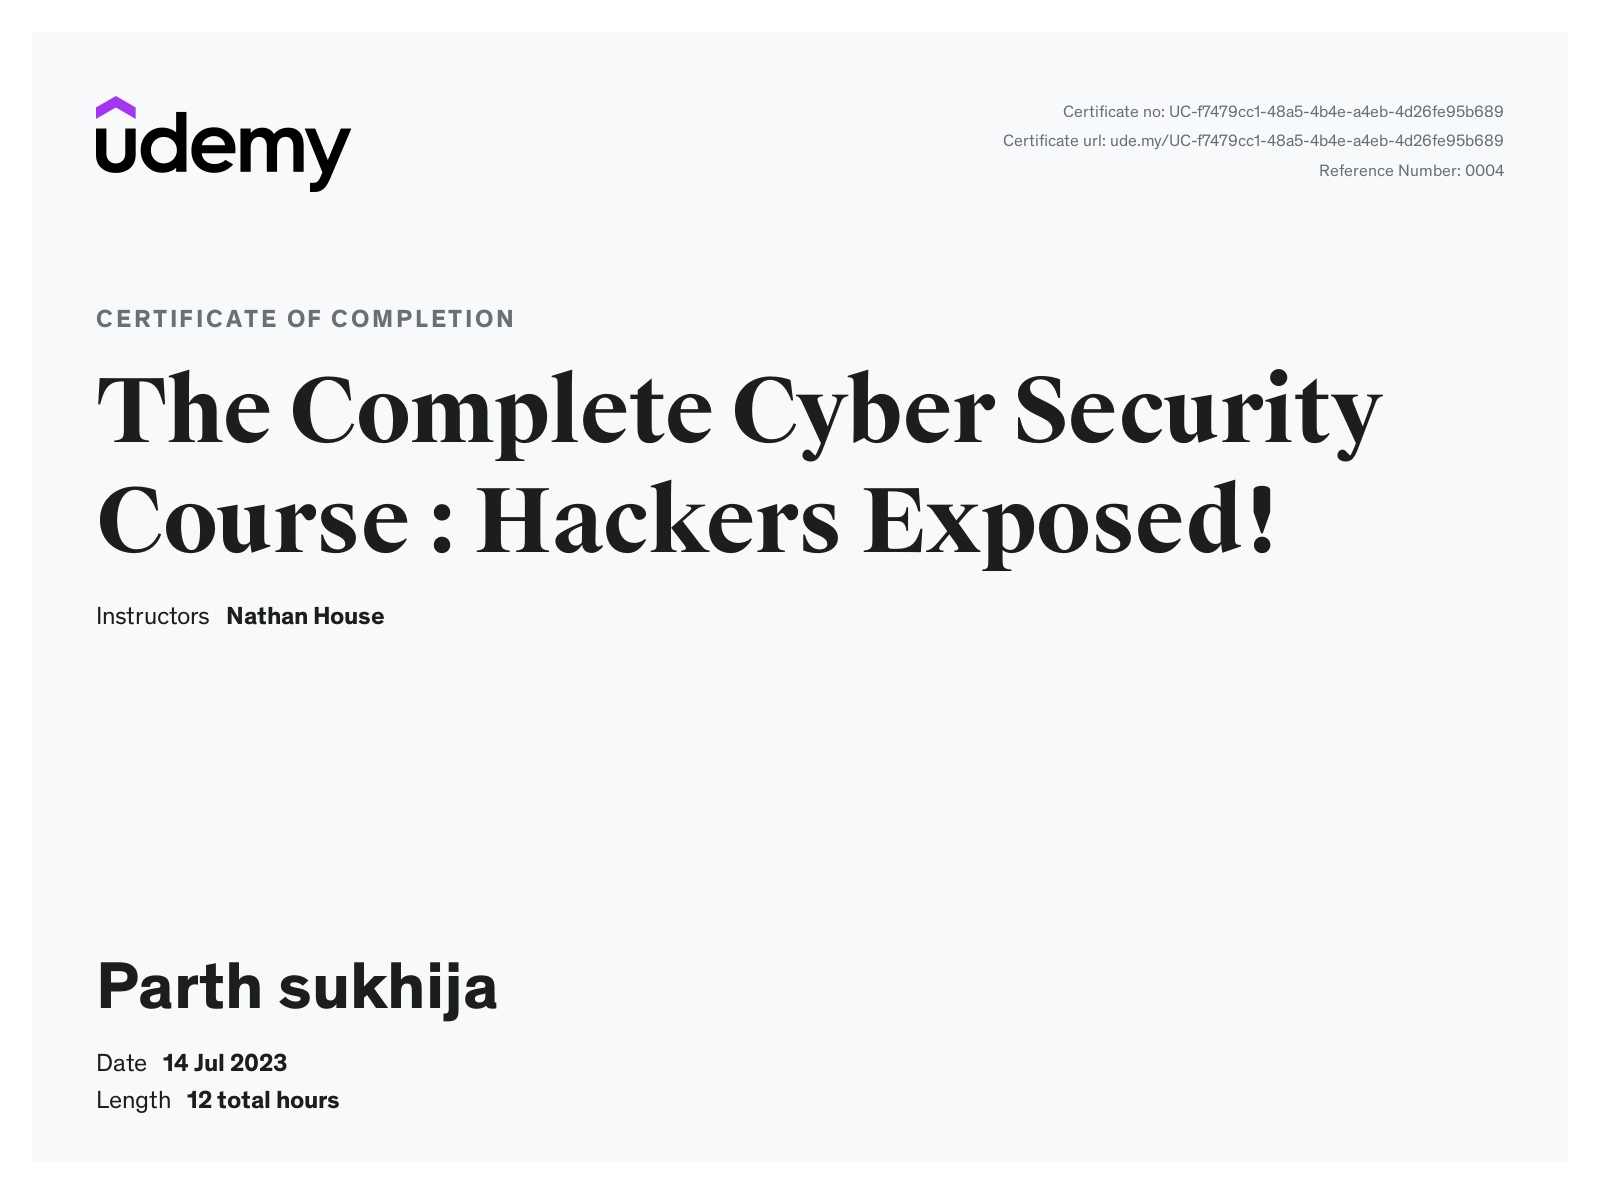 udemy
Certificate no: UC-f7479cc1-48a5-4b4e-a4eb-4d26fe95b689
Certificate url: ude.my/UC-f7479cc1-48a5-4b4e-a4eb-4d26fe95b689
Reference Number: 0004
CERTIFICATE OF COMPLETION
The Complete Cyber Security
Course : Hackers Exposed!
Instructors Nathan House
Parth sukhija
Date 14 Jul 2023
Length 12 total hours